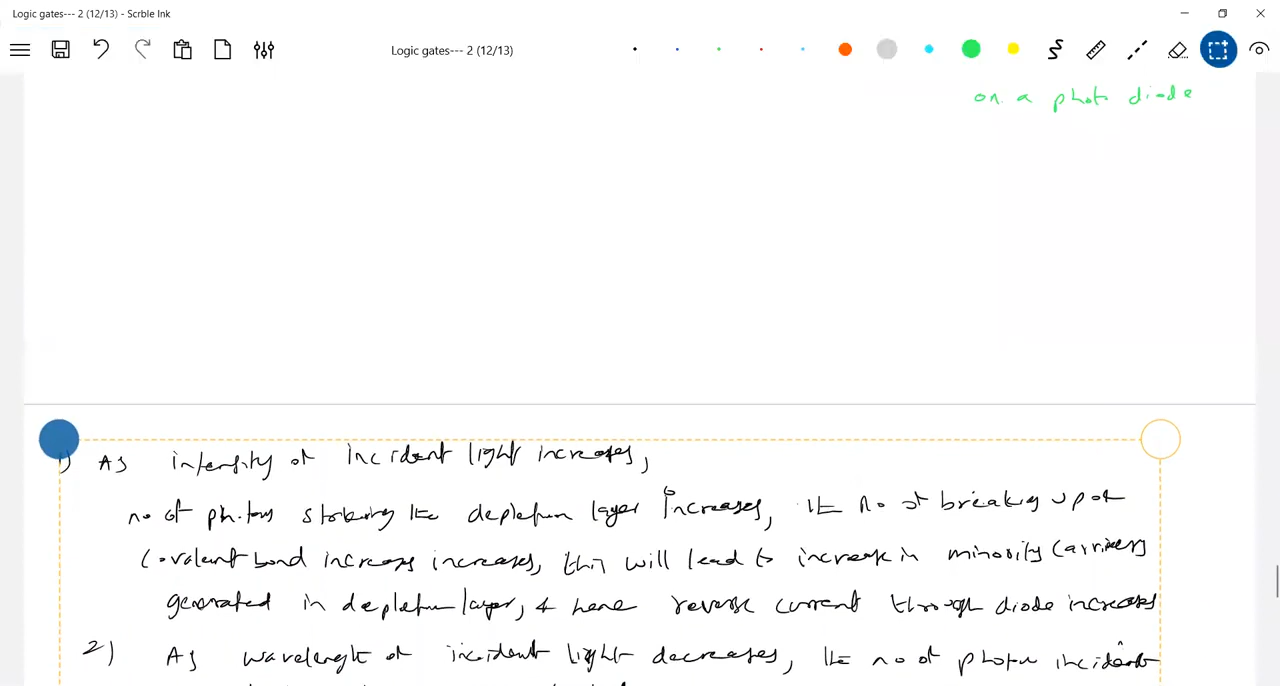 Logic gates--- 2 (12/13) - Scrble Ink
Logic gates--- 2 (12/13)
on a photo diode
1) As intensity of incident light increases,
no of photons striking the depletion layer increases, the no of breaking up of
covalent bond increases increases, this will lead to increase in minority carriers
generated in depletion layer, & hence reverse current through diode increases
2) As wavelength of incident light decreases, the no of photon incident